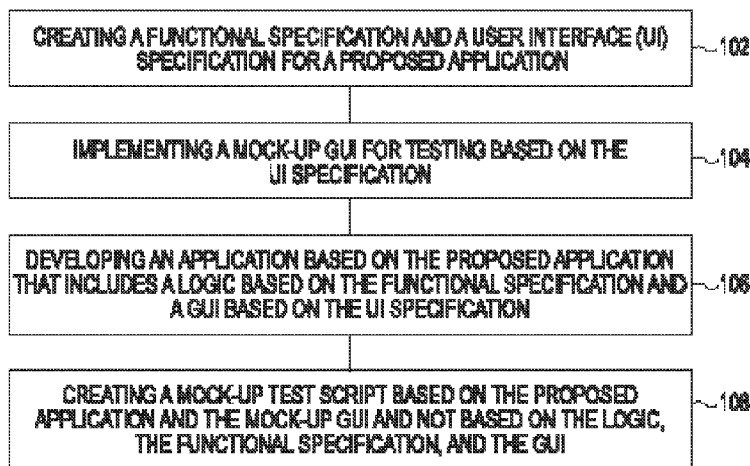 CREATING A FUNCTIONAL SPECIFICATION AND A USER INTERFACE (UI)
SPECIFICATION FOR A PROPOSED APPLICATION
102
IMPLEMENTING A MOCK-UP GUI FOR TESTING BASED ON THE
UI SPECIFICATION
104
DEVELOPING AN APPLICATION BASED ON THE PROPOSED APPLICATION
THAT INCLUDES A LOGIC BASED ON THE FUNCTIONAL SPECIFICATION AND
A GUI BASED ON THE UI SPECIFICATION
106
CREATING A MOCK-UP TEST SCRIPT BASED ON THE PROPOSED
APPLICATION AND THE MOCK-UP GUI AND NOT BASED ON THE LOGIC,
THE FUNCTIONAL SPECIFICATION, AND THE GUI
108